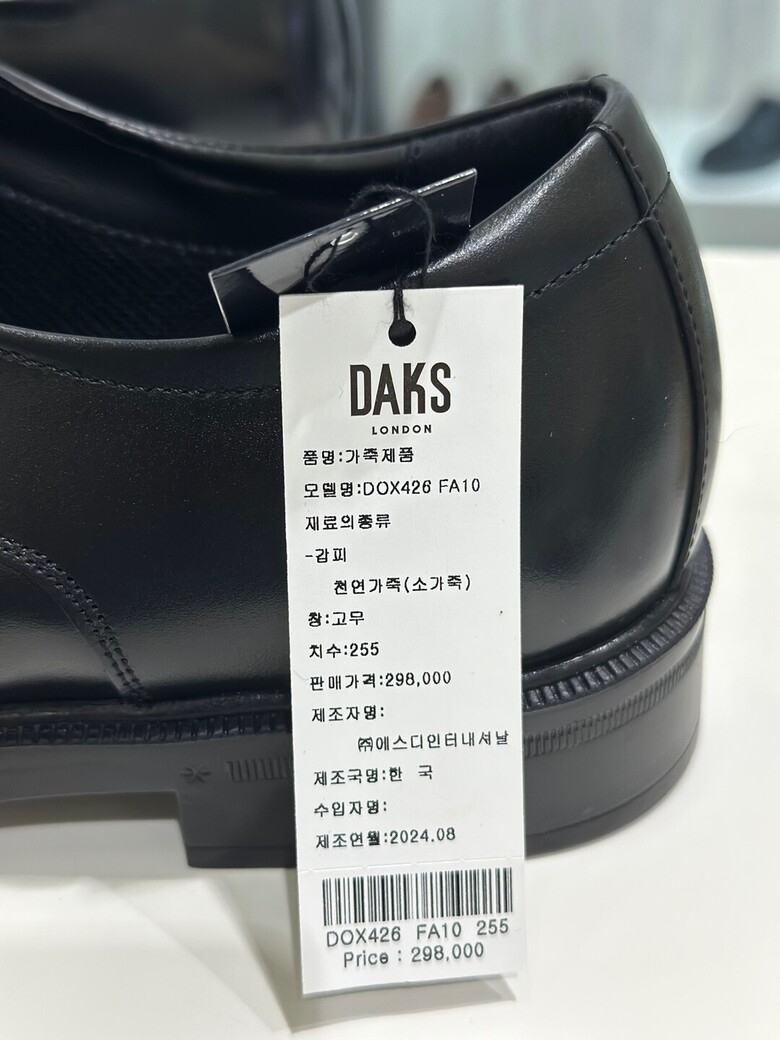 DAKS
LONDON
품명:가죽제품
모델명:DOX426 FA10
재료의종류
-갑피
천연가죽(소가죽)
창:고무
치수:255
판매가격:298,000
제조자명:
㈜에스디인터내셔날
제조국명:한 국
수입자명:
제조연월:2024.08
DOX426 FA10 255
Price : 298,000